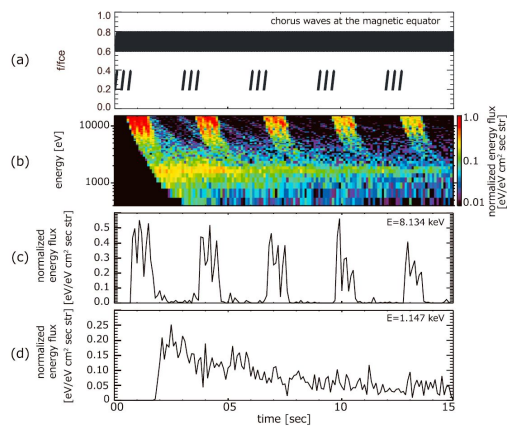 chorus waves at the magnetic equator
(a)
f/fce
1.0
0.8
0.6
0.4
0.2
0.0
(b)
energy [eV]
10000
1000
1.0
0.1
0.01
normalized energy flux
[eV/eV cm² sec str]
(c)
normalized
energy flux
[eV/eV cm² sec str]
0.5
0.4
0.3
0.2
0.1
0.0
E=8.134 keV
(d)
normalized
energy flux
[eV/eV cm² sec str]
0.25
0.20
0.15
0.10
0.05
0
E=1.147 keV
00
05
10
15
time [sec]